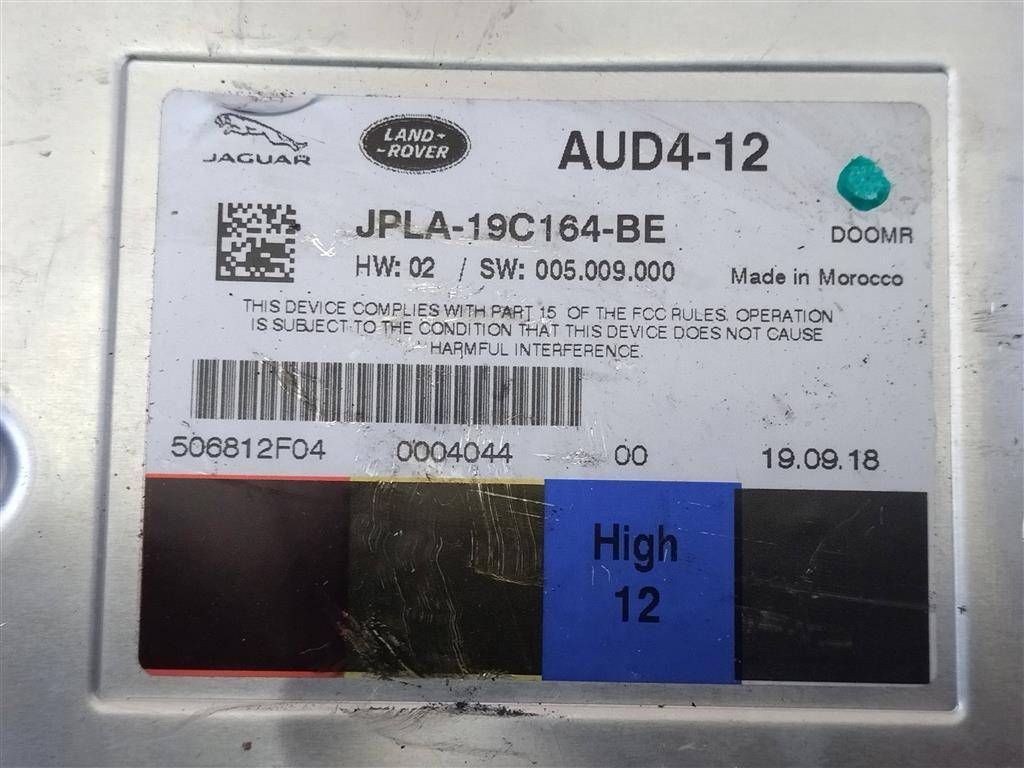 JAGUAR
LAND-
-ROVER
AUD4-12
JPLA-19C164-BE
DOOMR
HW: 02 / SW: 005.009.000
Made in Morocco
THIS DEVICE COMPLIES WITH PART 15 OF THE FCC RULES. OPERATION
IS SUBJECT TO THE CONDITION THAT THIS DEVICE DOES NOT CAUSE
HARMFUL INTERFERENCE.
506812F04 0004044 00 19.09.18
High
12